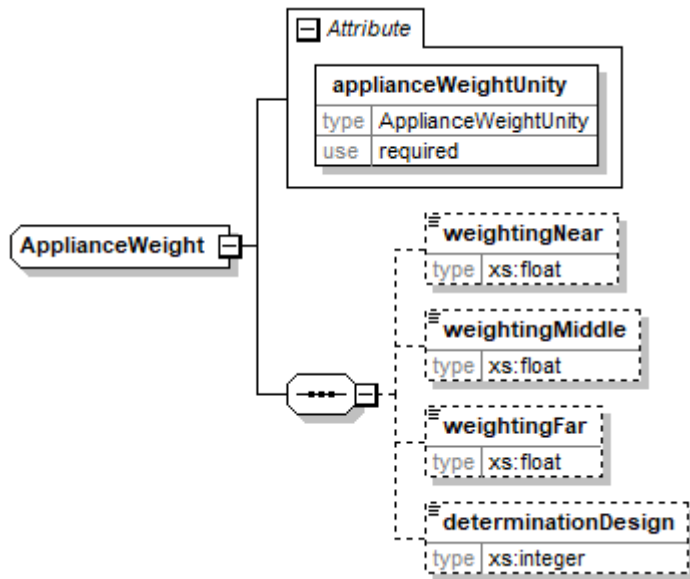 Attribute
applianceWeightUnity
type ApplianceWeightUnity
use required
ApplianceWeight
weightingNear
type xs:float
weightingMiddle
type xs:float
weightingFar
type xs:float
determinationDesign
type xs:integer